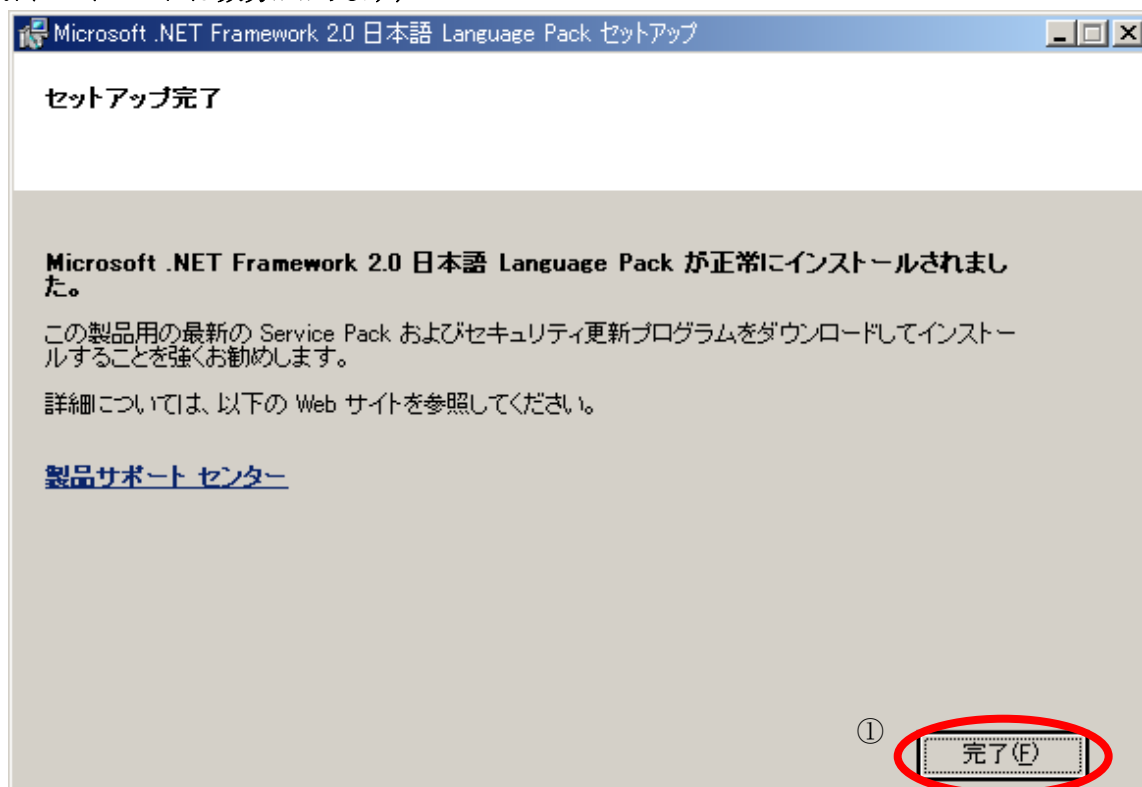 Microsoft .NET Framework 2.0 日本語 Language Pack セットアップ
セットアップ完了
Microsoft .NET Framework 2.0 日本語 Language Pack が正常にインストールされまし
た。
この製品用の最新の Service Pack およびセキュリティ更新プログラムをダウンロードしてインストー
ルすることを強くお勧めします。
詳細については、以下の Web サイトを参照してください。
製品サポート センター
①
完了(F)